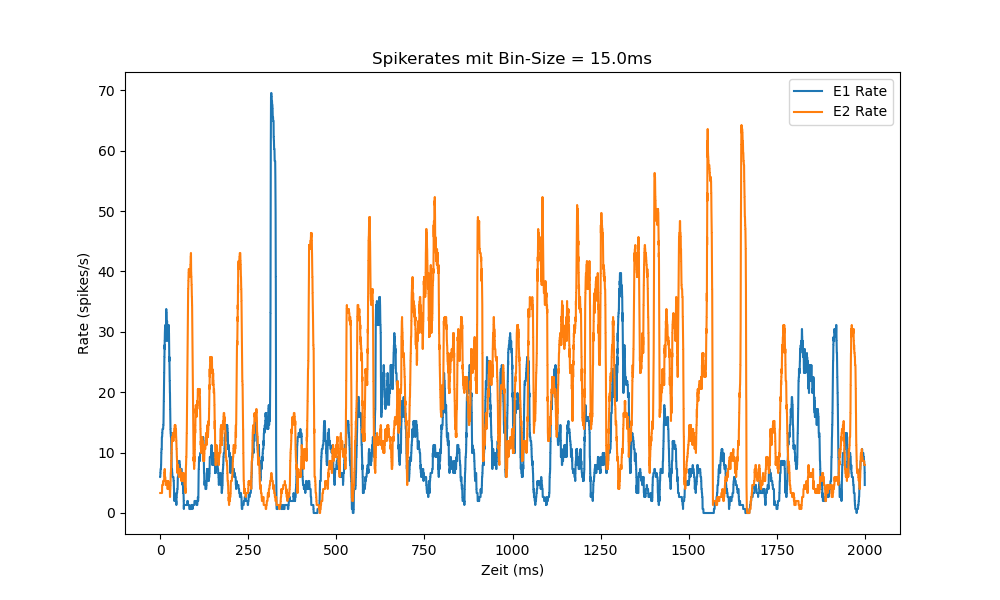 Spikerates mit Bin-Size = 15.0ms
E1 Rate
E2 Rate
70
60
50
40
30
20
10
0
Rate (spikes/s)
0 250 500 750 1000 1250 1500 1750 2000
Zeit (ms)